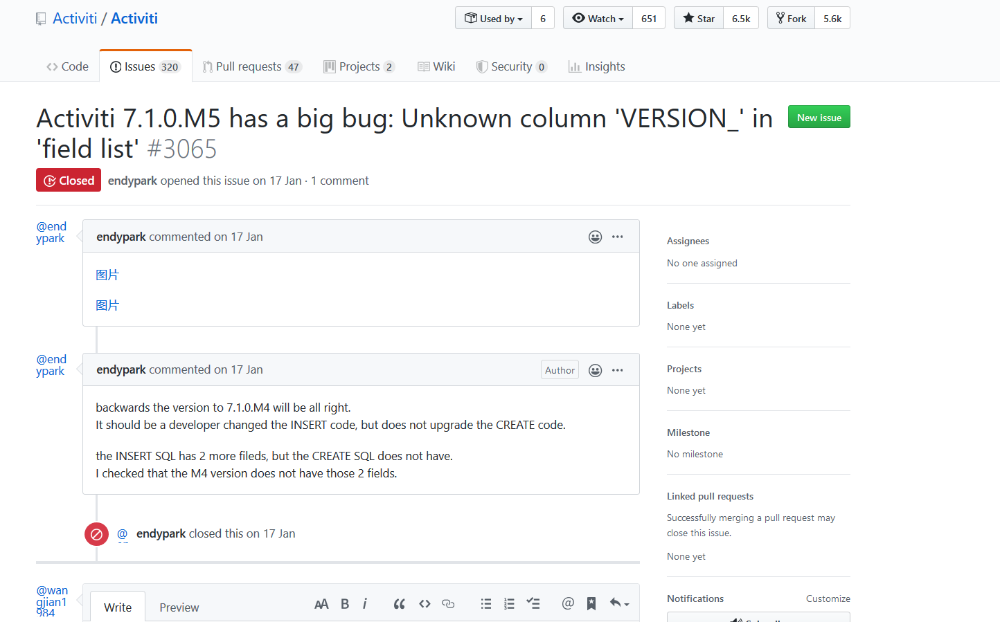 Activiti / Activiti
Used by 6
Watch 651
Star 6.5k
Fork 5.6k
Code
Issues 320
Pull requests 47
Projects 2
Wiki
Security 0
Insights
Activiti 7.1.0.M5 has a big bug: Unknown column 'VERSION_' in
'field list' #3065
New issue
Closed
endypark opened this issue on 17 Jan · 1 comment
@end
ypark
endypark commented on 17 Jan
图片
图片
@end
ypark
endypark commented on 17 Jan
Author
backwards the version to 7.1.0.M4 will be all right.
It should be a developer changed the INSERT code, but does not upgrade the CREATE code.
the INSERT SQL has 2 more fileds, but the CREATE SQL does not have.
I checked that the M4 version does not have those 2 fields.
@
endypark closed this on 17 Jan
@wan
gjian1
984
Write
Preview
Assignees
No one assigned
Labels
None yet
Projects
None yet
Milestone
No milestone
Linked pull requests
Successfully merging a pull request may
close this issue.
None yet
Notifications
Customize